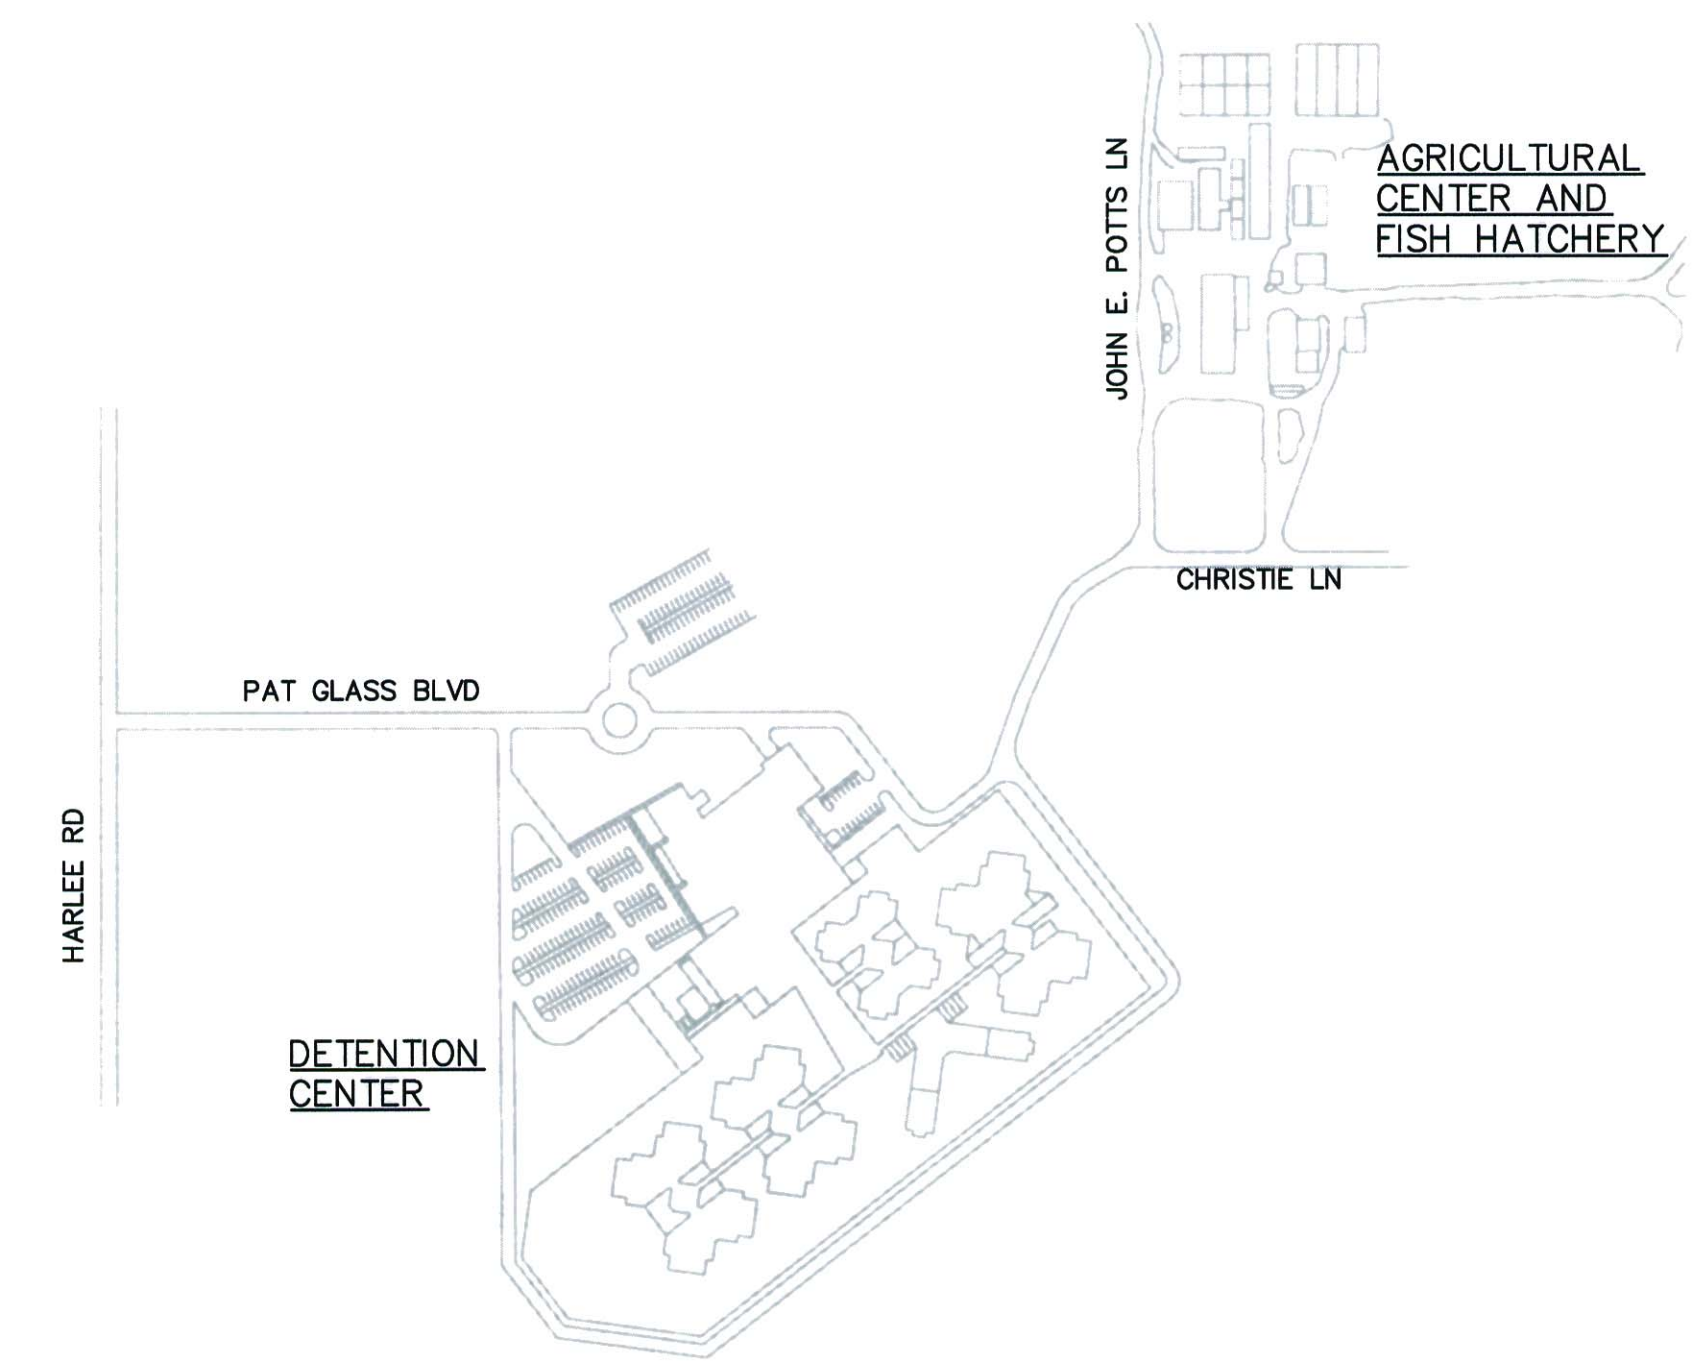 JOHN E. POTTS LN
AGRICULTURAL
CENTER AND
FISH HATCHERY
CHRISTIE LN
PAT GLASS BLVD
HARLEE RD
DETENTION
CENTER